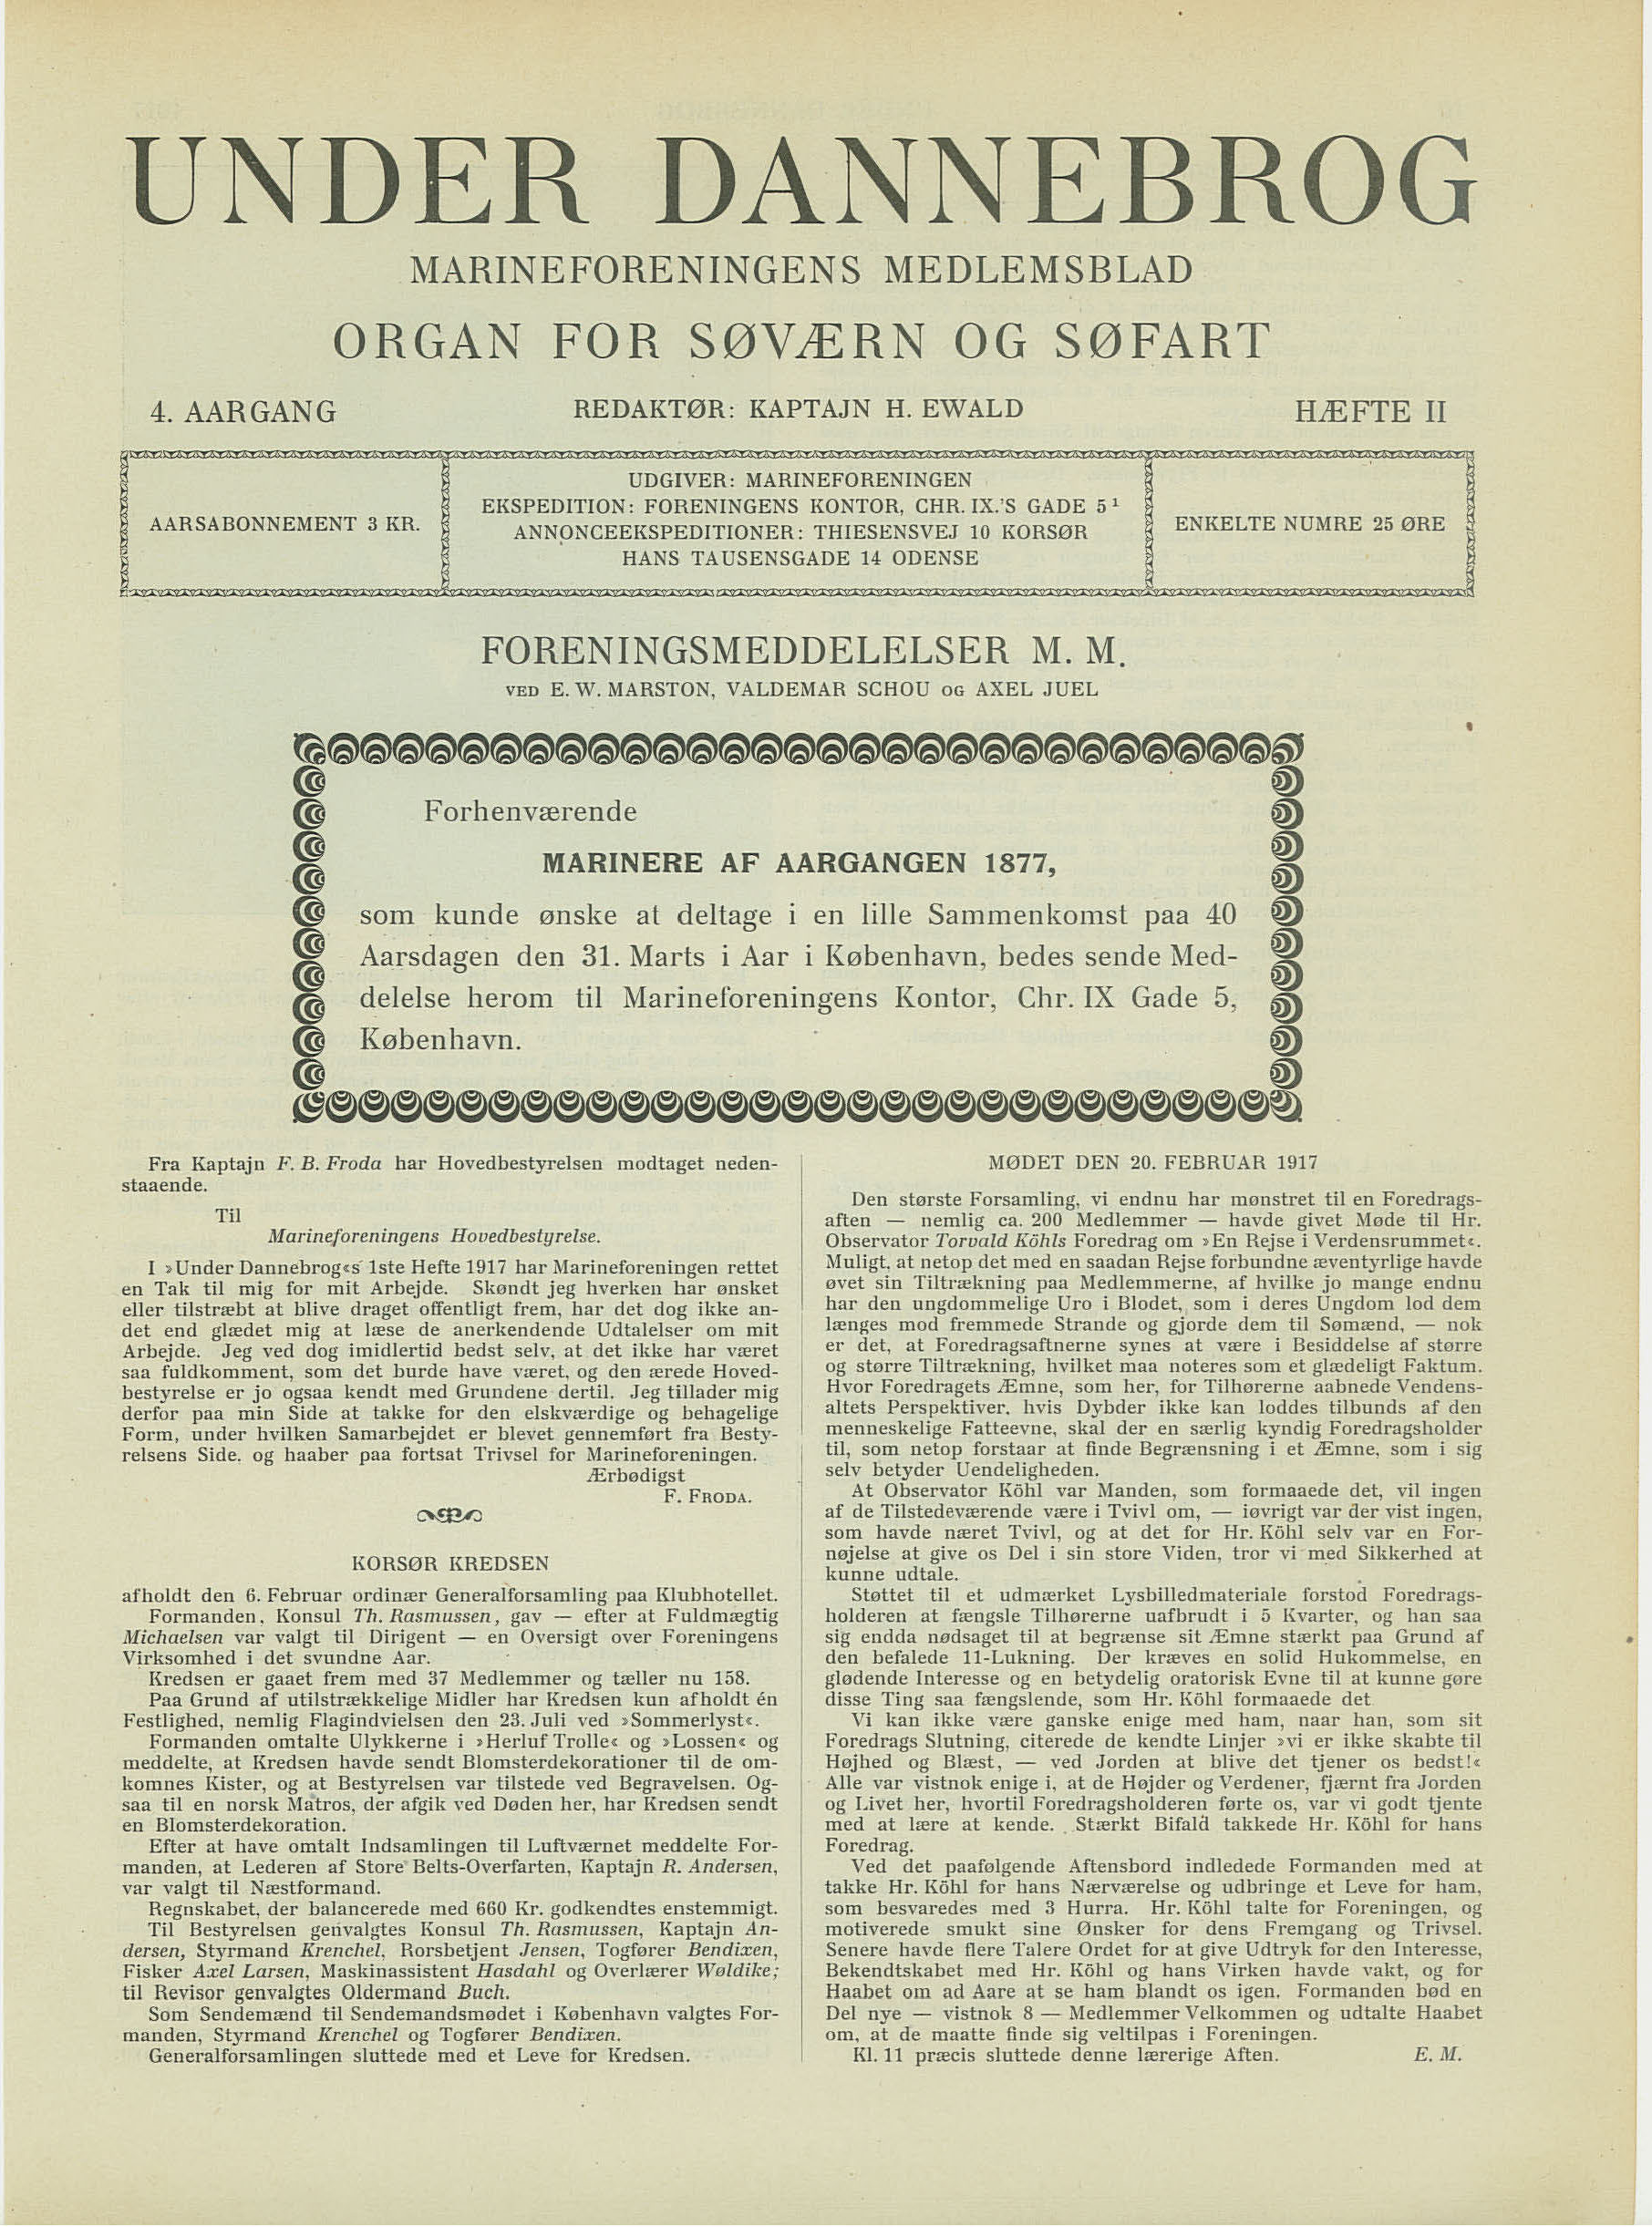 UNDER DANNEBROG
MARINEFORENINGENS MEDLEMSBLAD
ORGAN FOR SØVÆRN OG SØFART
4. AARGANG
REDAKTØR: KAPTAJN H. EWALD
HÆFTE II
AARSABONNEMENT 3 KR.
UDGIVER: MARINEFORENINGEN
EKSPEDITION: FORENINGENS KONTOR, CHR. IX.'S GADE 5¹
ANNONCEEKSPEDITIONER: THIESENSVEJ 10 KORSØR
HANS TAUSENSGADE 14 ODENSE
ENKELTE NUMRE 25 ØRE
FORENINGSMEDDELELSER M. M.
VED E. W. MARSTON, VALDEMAR SCHOU OG AXEL JUEL
Forhenværende
MARINERE AF AARGANGEN 1877,
som kunde ønske at deltage i en lille Sammenkomst paa 40
Aarsdagen den 31. Marts i Aar i København, bedes sende Med-
delelse herom til Marineforeningens Kontor, Chr. IX Gade 5,
København.
Fra Kaptajn F. B. Froda har Hovedbestyrelsen modtaget neden-
staaende.
Til
Marineforeningens Hovedbestyrelse.
I »Under Dannebrog«s 1ste Hefte 1917 har Marineforeningen rettet
en Tak til mig for mit Arbejde. Skøndt jeg hverken har ønsket
eller tilstræbt at blive draget offentligt frem, har det dog ikke an-
det end glædet mig at læse de anerkendende Udtalelser om mit
Arbejde. Jeg ved dog imidlertid bedst selv, at det ikke har været
saa fuldkomment, som det burde have været, og den ærede Hoved-
bestyrelse er jo ogsaa kendt med Grundene dertil. Jeg tillader mig
derfor paa min Side at takke for den elskværdige og behagelige
Form, under hvilken Samarbejdet er blevet gennemført fra Besty-
relsens Side. og haaber paa fortsat Trivsel for Marineforeningen.
Ærbødigst
F. FRODA.
KORSØR KREDSEN
afholdt den 6. Februar ordinær Generalforsamling paa Klubhotellet.
Formanden, Konsul Th. Rasmussen, gav — efter at Fuldmægtig
Michaelsen var valgt til Dirigent — en Oversigt over Foreningens
Virksomhed i det svundne Aar.
Kredsen er gaaet frem med 37 Medlemmer og tæller nu 158.
Paa Grund af utilstrækkelige Midler har Kredsen kun afholdt én
Festlighed, nemlig Flagindvielsen den 23. Juli ved »Sommerlyst«.
Formanden omtalte Ulykkerne i »Herluf Trolle« og »Lossen« og
meddelte, at Kredsen havde sendt Blomsterdekorationer til de om-
komnes Kister, og at Bestyrelsen var tilstede ved Begravelsen. Og-
saa til en norsk Matros, der afgik ved Døden her, har Kredsen sendt
en Blomsterdekoration.
Efter at have omtalt Indsamlingen til Luftværnet meddelte For-
manden, at Lederen af Store Belts-Overfarten, Kaptajn R. Andersen,
var valgt til Næstformand.
Regnskabet, der balancerede med 660 Kr. godkendtes enstemmigt.
Til Bestyrelsen genvalgtes Konsul Th. Rasmussen, Kaptajn An-
dersen, Styrmand Krenchel, Rorsbetjent Jensen, Togfører Bendixen,
Fisker Axel Larsen, Maskinassistent Hasdahl og Overlærer Wøldike;
til Revisor genvalgtes Oldermand Buch.
Som Sendemænd til Sendemandsmødet i København valgtes For-
manden, Styrmand Krenchel og Togfører Bendixen.
Generalforsamlingen sluttede med et Leve for Kredsen.
MØDET DEN 20. FEBRUAR 1917
Den største Forsamling, vi endnu har mønstret til en Foredrags-
aften — nemlig ca. 200 Medlemmer — havde givet Møde til Hr.
Observator Torvald Köhls Foredrag om »En Rejse i Verdensrummet«.
Muligt, at netop det med en saadan Rejse forbundne æventyrlige havde
øvet sin Tiltrækning paa Medlemmerne, af hvilke jo mange endnu
har den ungdommelige Uro i Blodet, som i deres Ungdom lod dem
længes mod fremmede Strande og gjorde dem til Sømænd, — nok
er det, at Foredragsaftnerne synes at være i Besiddelse af større
og større Tiltrækning, hvilket maa noteres som et glædeligt Faktum.
Hvor Foredragets Æmne, som her, for Tilhørerne aabnede Vendens-
altets Perspektiver, hvis Dybder ikke kan loddes tilbunds af den
menneskelige Fatteevne, skal der en særlig kyndig Foredragsholder
til, som netop forstaar at finde Begrænsning i et Æmne, som i sig
selv betyder Uendeligheden.
At Observator Köhl var Manden, som formaaede det, vil ingen
af de Tilstedeværende være i Tvivl om, — iøvrigt var der vist ingen,
som havde næret Tvivl, og at det for Hr. Köhl selv var en For-
nøjelse at give os Del i sin store Viden, tror vi med Sikkerhed at
kunne udtale.
Støttet til et udmærket Lysbilledmateriale forstod Foredrags-
holderen at fængsle Tilhørerne uafbrudt i 5 Kvarter, og han saa
sig endda nødsaget til at begrænse sit Æmne stærkt paa Grund af
den befalede 11-Lukning. Der kræves en solid Hukommelse, en
glødende Interesse og en betydelig oratorisk Evne til at kunne gøre
disse Ting saa fængslende, som Hr. Köhl formaaede det
Vi kan ikke være ganske enige med ham, naar han, som sit
Foredrags Slutning, citerede de kendte Linjer »vi er ikke skabte til
Højhed og Blæst, — ved Jorden at blive det tjener os bedst!«
Alle var vistnok enige i, at de Højder og Verdener, fjærnt fra Jorden
og Livet her, hvortil Foredragsholderen førte os, var vi godt tjente
med at lære at kende. Stærkt Bifald takkede Hr. Köhl for hans
Foredrag.
Ved det paafølgende Aftensbord indledede Formanden med at
takke Hr. Köhl for hans Nærværelse og udbringe et Leve for ham,
som besvaredes med 3 Hurra. Hr. Köhl talte for Foreningen, og
motiverede smukt sine Ønsker for dens Fremgang og Trivsel.
Senere havde flere Talere Ordet for at give Udtryk for den Interesse,
Bekendtskabet med Hr. Köhl og hans Virken havde vakt, og for
Haabet om ad Aare at se ham blandt os igen. Formanden bød en
Del nye — vistnok 8 — Medlemmer Velkommen og udtalte Haabet
om, at de maatte finde sig veltilpas i Foreningen.
Kl. 11 præcis sluttede denne lærerige Aften. E. M.